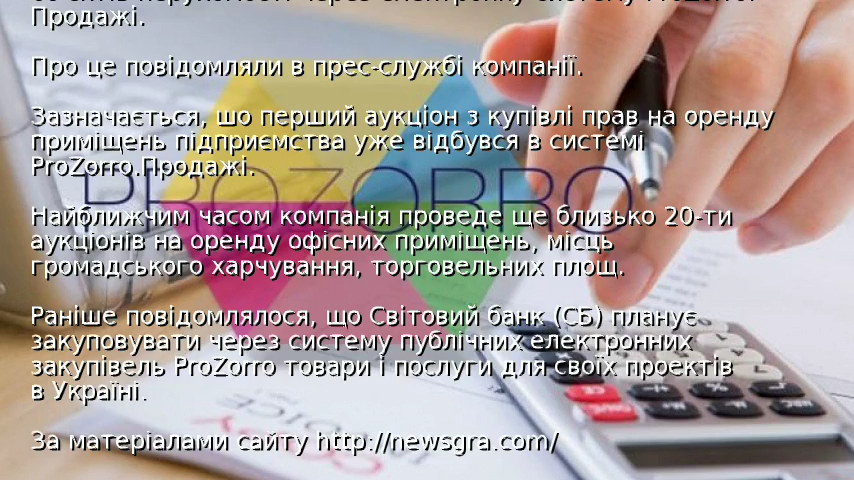 Продажі.
Про це повідомляли в прес-службі компанії.
Зазначається, шо перший аукціон з купівлі прав на оренду
приміщень підприємства уже відбувся в системі
ProZorro.Продажі.
PROZORRO
Найближчим часом компанія проведе ще близько 20-ти
аукціонів на оренду офісних приміщень, місць
громадського харчування, торговельних площ.
Раніше повідомлялося, що Світовий банк (СБ) планує
закуповувати через систему публічних електронних
закупівель ProZorro товари і послуги для своїх проектів
в Україні.
За матеріалами сайту http://newsgra.com/